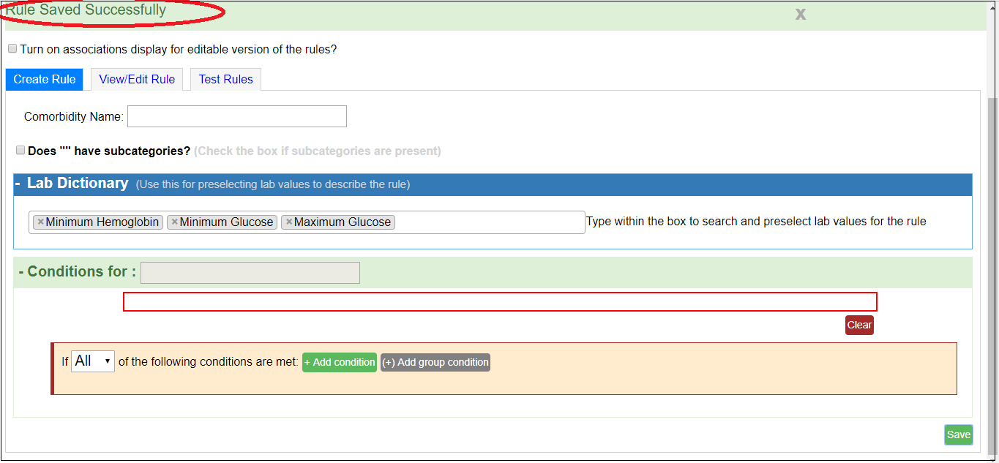 Rule Saved Successfully
X
Turn on associations display for editable version of the rules?
Create Rule View/Edit Rule Test Rules
Comorbidity Name:
Does "" have subcategories? (Check the box if subcategories are present)
- Lab Dictionary (Use this for preselecting lab values to describe the rule)
×Minimum Hemoglobin ×Minimum Glucose ×Maximum Glucose Type within the box to search and preselect lab values for the rule
- Conditions for :
Clear
If All of the following conditions are met: + Add condition (+) Add group condition
Save